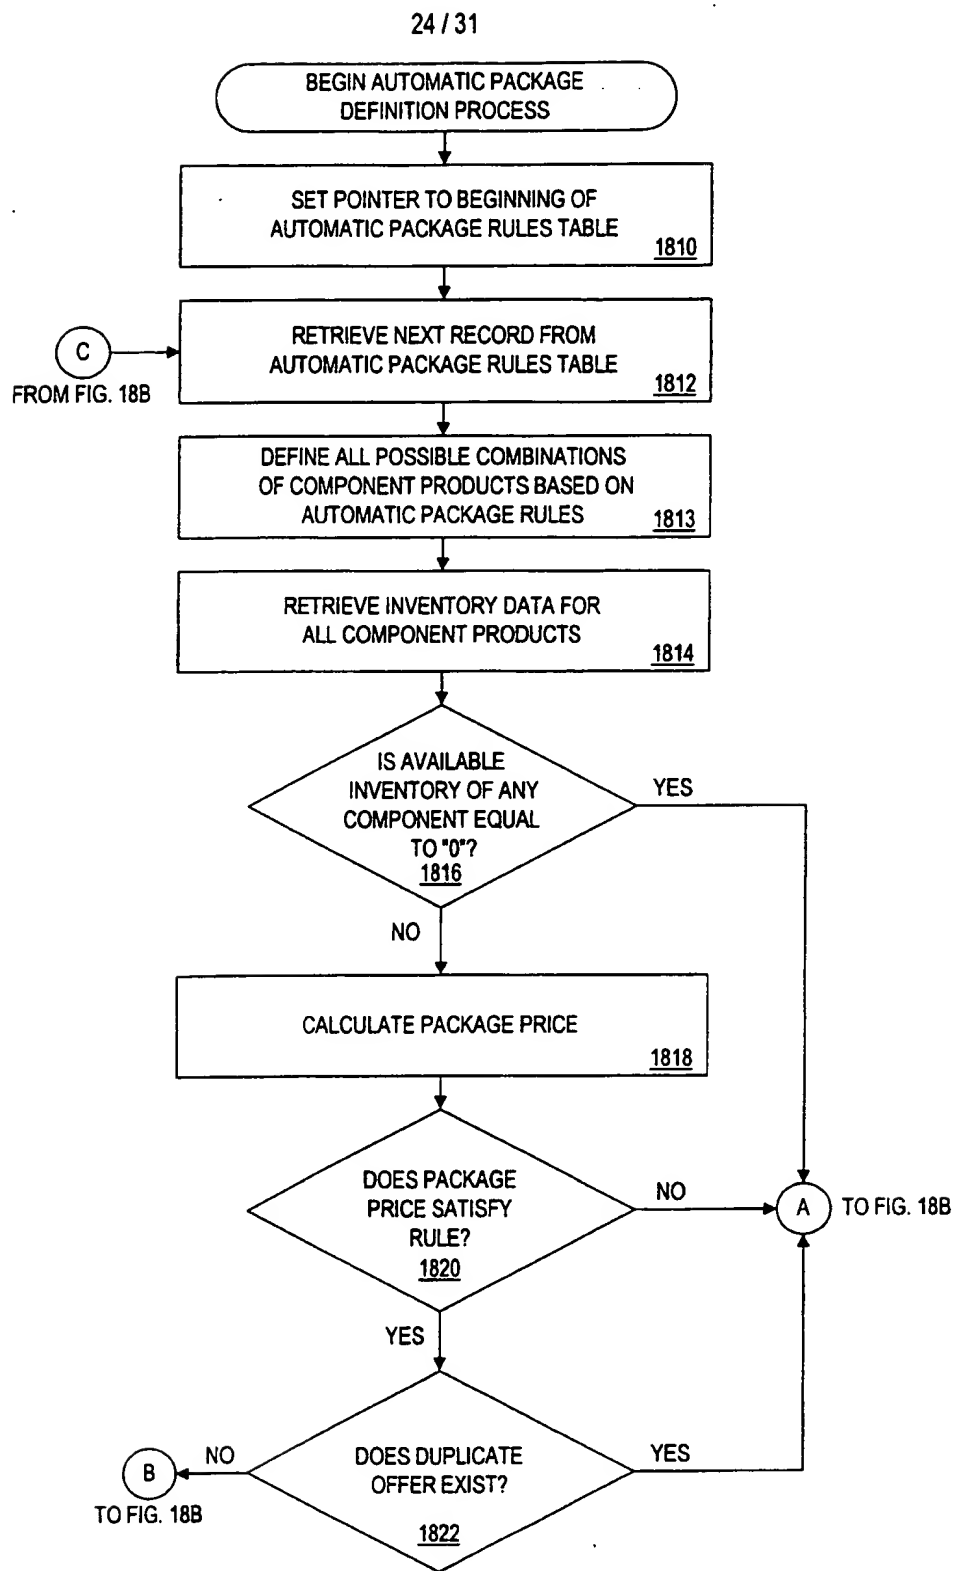 24 / 31
BEGIN AUTOMATIC PACKAGE
DEFINITION PROCESS
SET POINTER TO BEGINNING OF
AUTOMATIC PACKAGE RULES TABLE
1810
C
FROM FIG. 18B
RETRIEVE NEXT RECORD FROM
AUTOMATIC PACKAGE RULES TABLE
1812
DEFINE ALL POSSIBLE COMBINATIONS
OF COMPONENT PRODUCTS BASED ON
AUTOMATIC PACKAGE RULES
1813
RETRIEVE INVENTORY DATA FOR
ALL COMPONENT PRODUCTS
1814
IS AVAILABLE
INVENTORY OF ANY
COMPONENT EQUAL
TO "0"?
1816
YES
NO
CALCULATE PACKAGE PRICE
1818
DOES PACKAGE
PRICE SATISFY
RULE?
1820
NO
A
TO FIG. 18B
YES
DOES DUPLICATE
OFFER EXIST?
1822
YES
NO
B
TO FIG. 18B